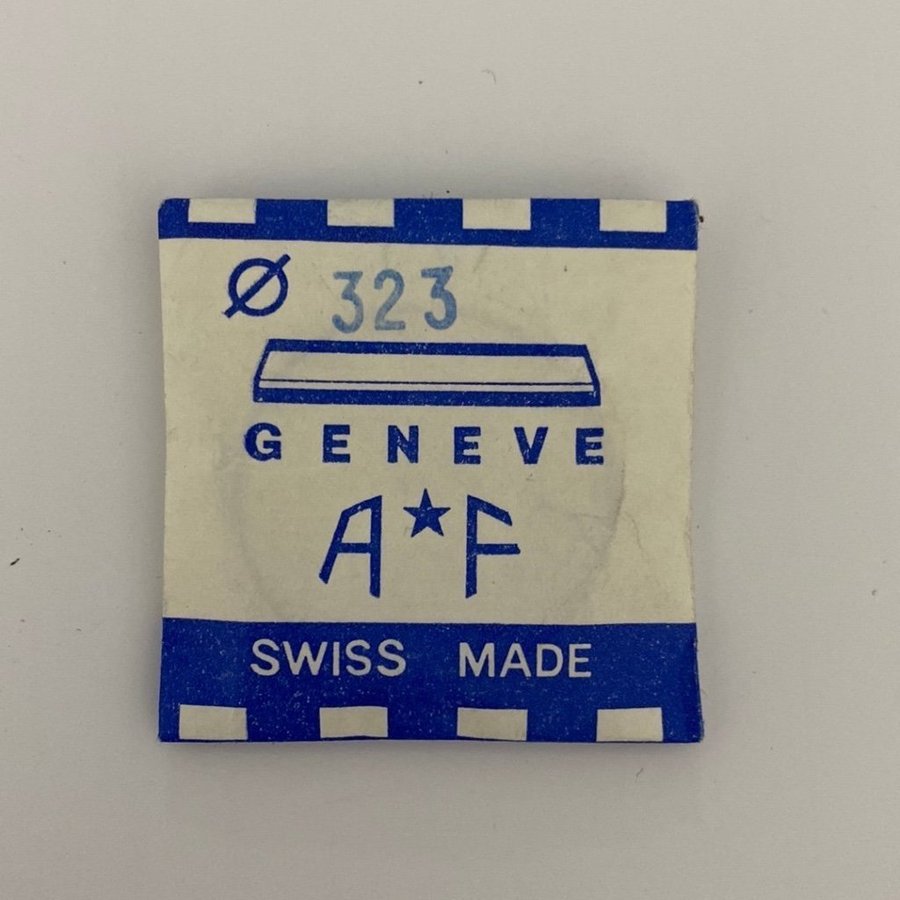 Ø 323
GENEVE
A★F
SWISS MADE